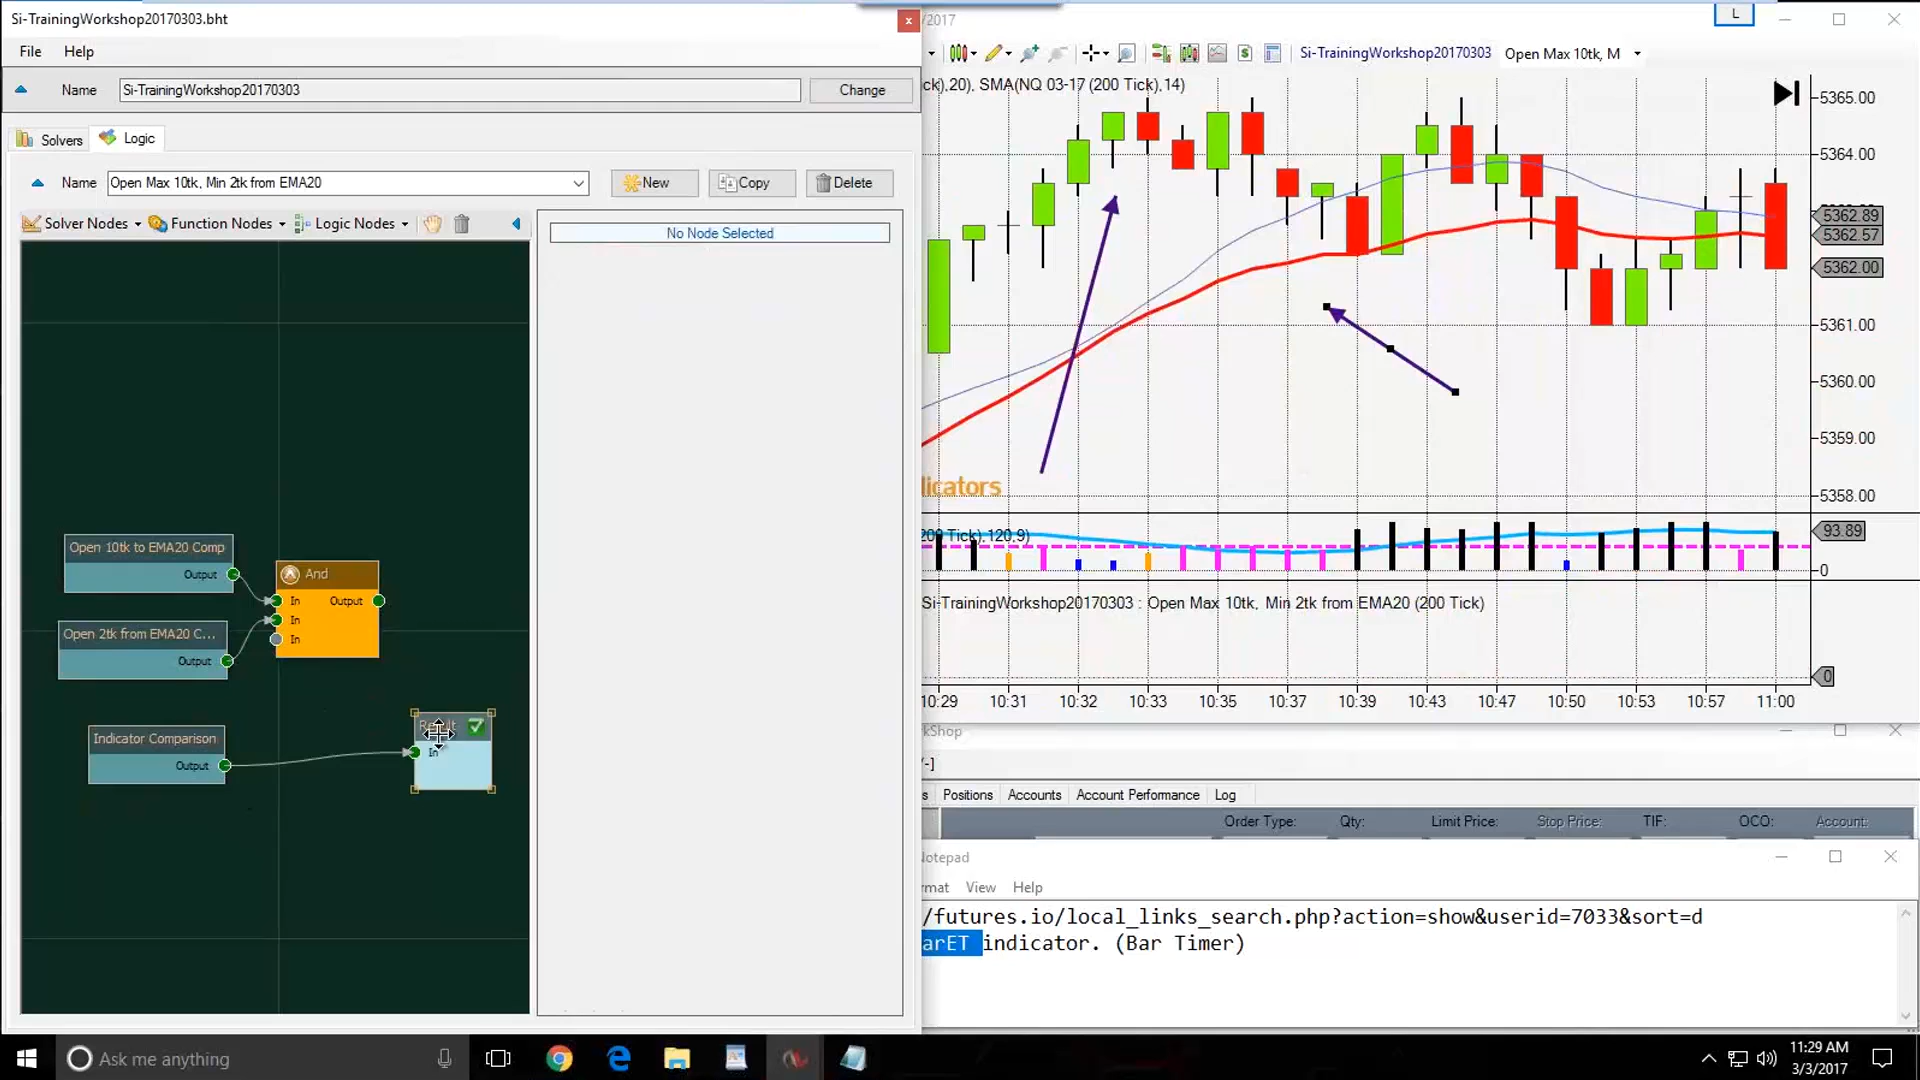 Si-TrainingWorkshop20170303.bht
File Help
Name Si-TrainingWorkshop20170303 Change
Solvers Logic
Name Open Max 10tk, Min 2tk from EMA20 New Copy Delete
Solver Nodes Function Nodes Logic Nodes
No Node Selected
Open 10tk to EMA20 Comp
Output
Open 2tk from EMA20 C...
Output
And
In Output
In
In
Indicator Comparison
Output
In
/2017
L
Si-TrainingWorkshop20170303 Open Max 10tk, M
ck),20), SMA(NQ 03-17 (200 Tick),14)
5365.00
5364.00
5362.89
5362.57
5362.00
5361.00
5360.00
5359.00
5358.00
licators
200 Tick),120,9)
93.89
0
Si-TrainingWorkshop20170303 : Open Max 10tk, Min 2tk from EMA20 (200 Tick)
0
10:29 10:31 10:32 10:33 10:35 10:37 10:39 10:43 10:47 10:53 10:57 11:00
kShop
-]
s Positions Accounts Account Performance Log
Order Type: Qty: Limit Price: Stop Price: TIF: OCO: Account:
Notepad
rmat View Help
/futures.io/local_links_search.php?action=show&userid=7033&sort=d
arET indicator. (Bar Timer)
Ask me anything
11:29 AM
3/3/2017